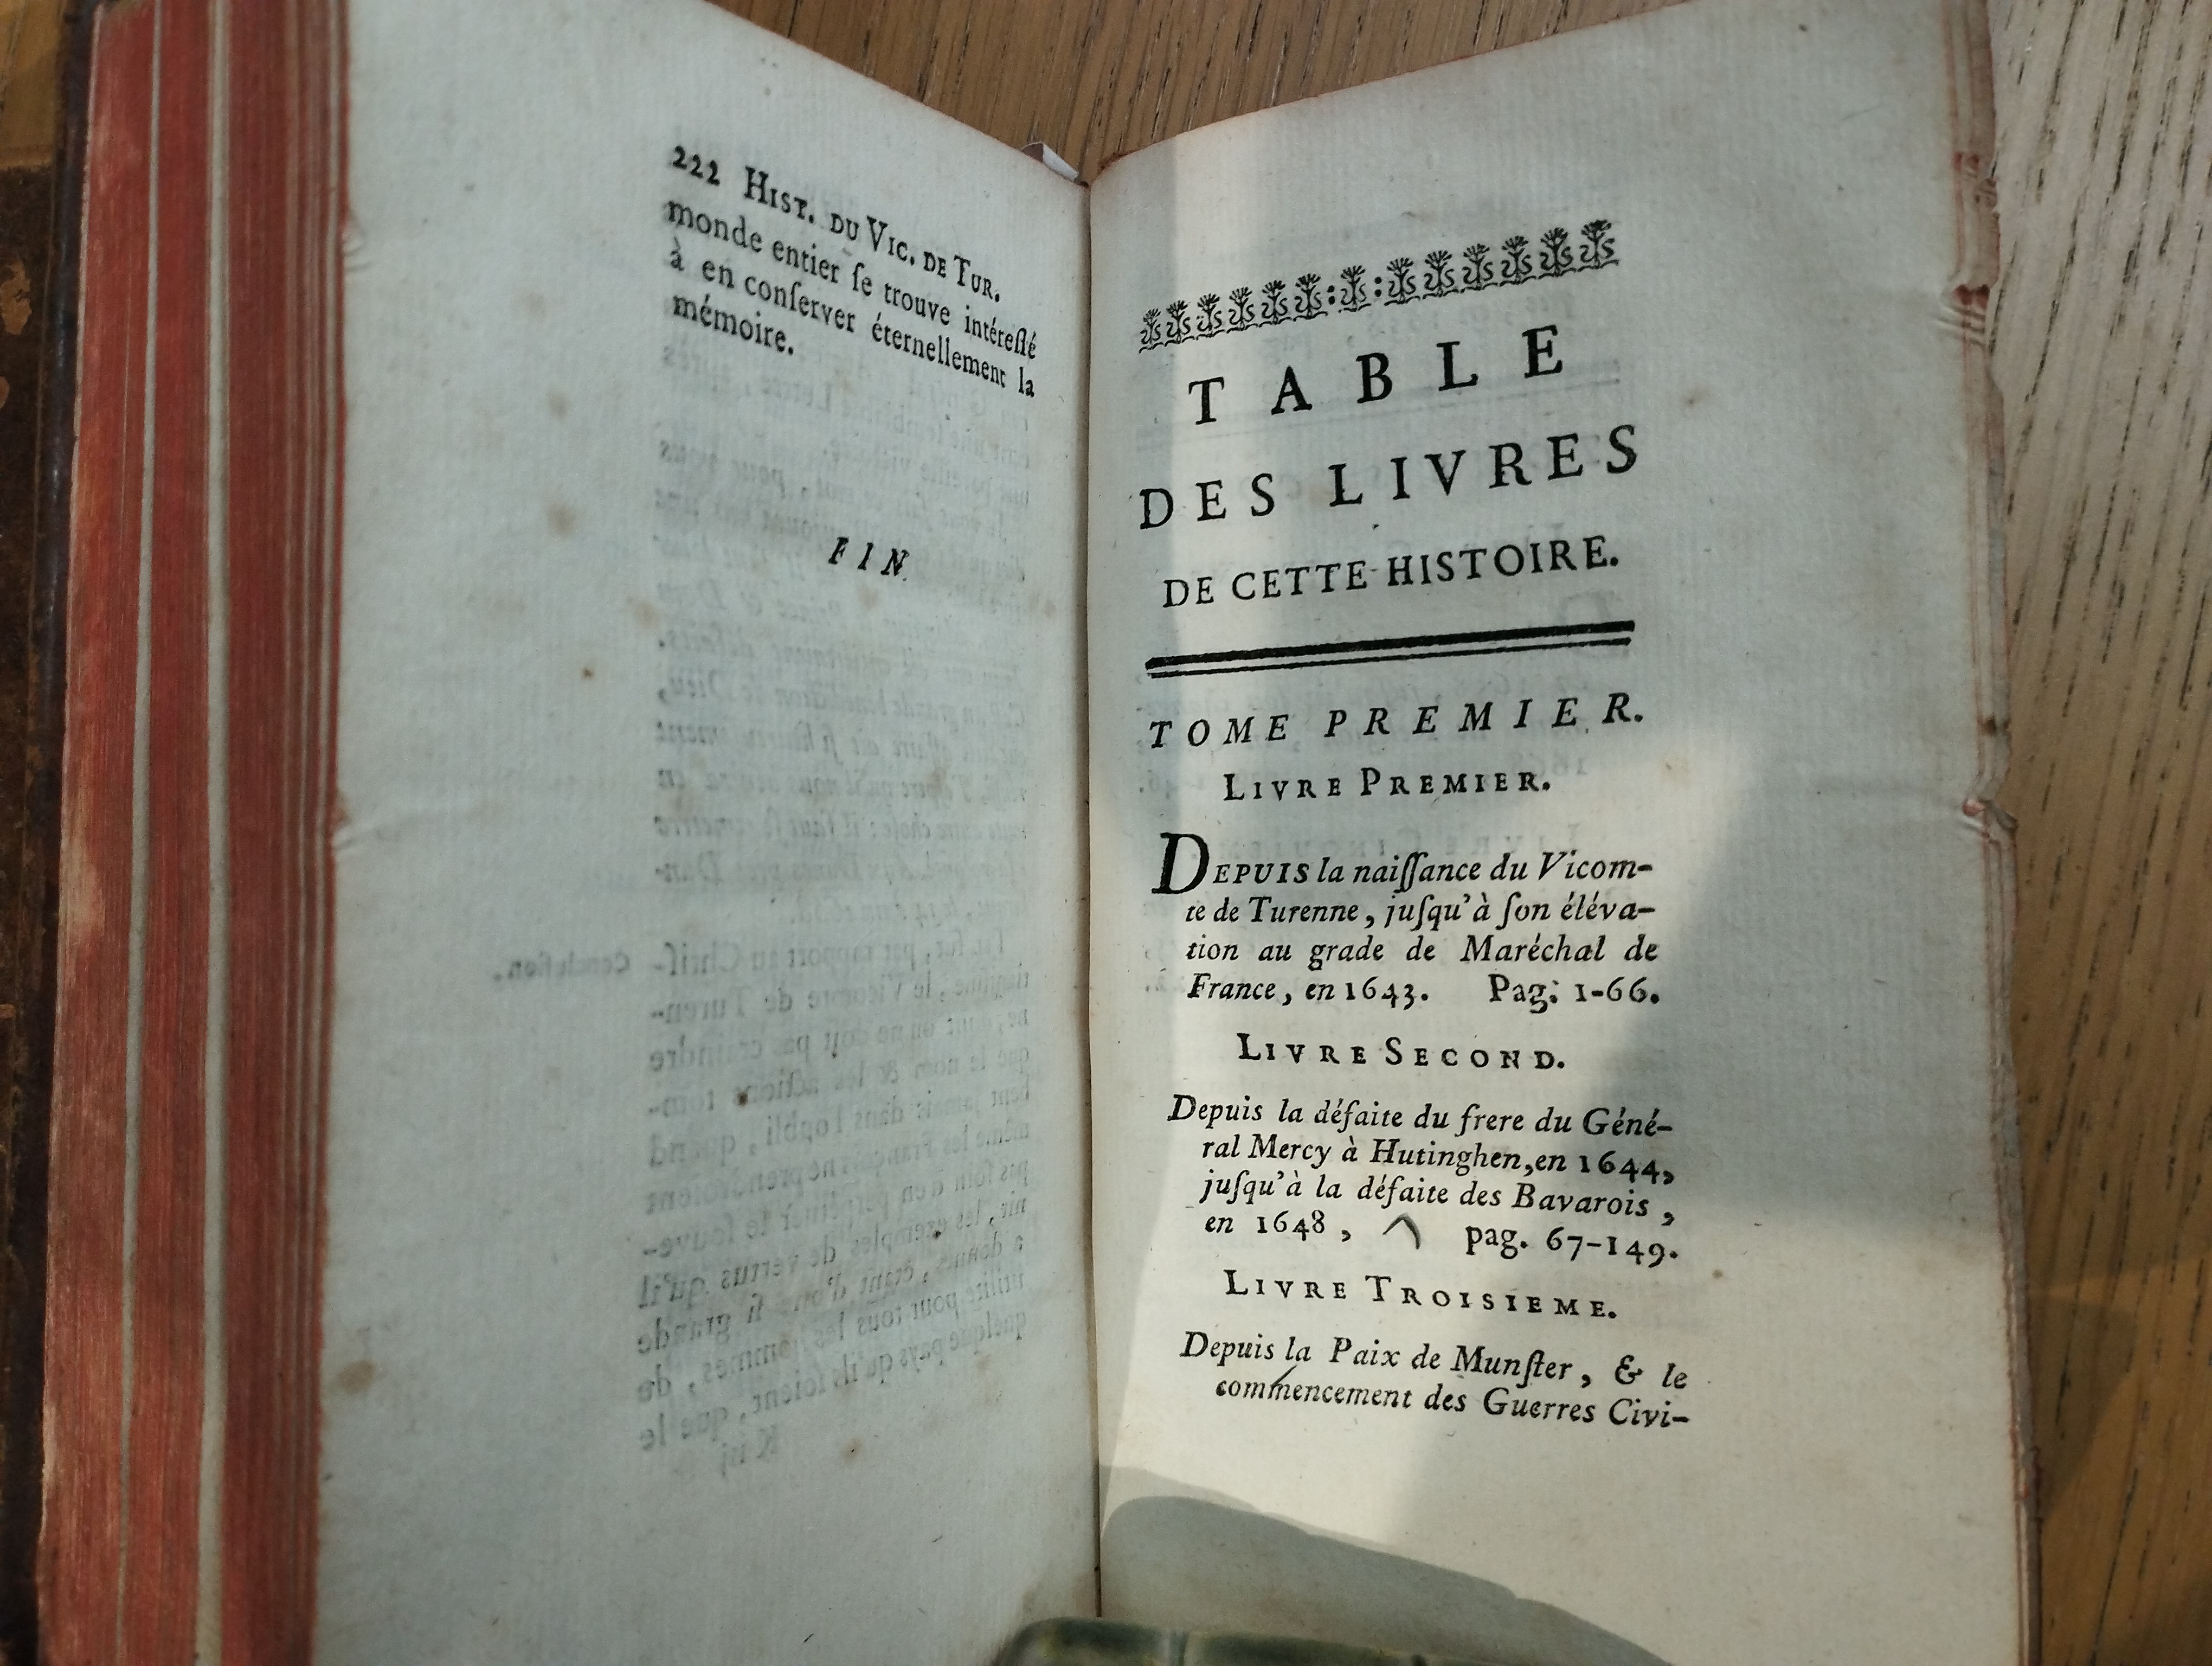 222 HIST. DU VIC. DE TUR.
monde entier ſe trouve intéreſſé
à en conſerver éternellement la
mémoire.
FIN.
TABLE
DES LIVRES
DE CETTE HISTOIRE.
TOME PREMIER.
LIVRE PREMIER.
DEPUIS la naiſſance du Vicom-
te de Turenne, juſqu'à ſon éléva-
tion au grade de Maréchal de
France, en 1643. Pag. 1-66.
LIVRE SECOND.
Depuis la défaite du frere du Géné-
ral Mercy à Hutinghen, en 1644,
juſqu'à la défaite des Bavarois,
en 1648, pag. 67-149.
LIVRE TROISIEME.
Depuis la Paix de Munſter, & le
commencement des Guerres Civi-